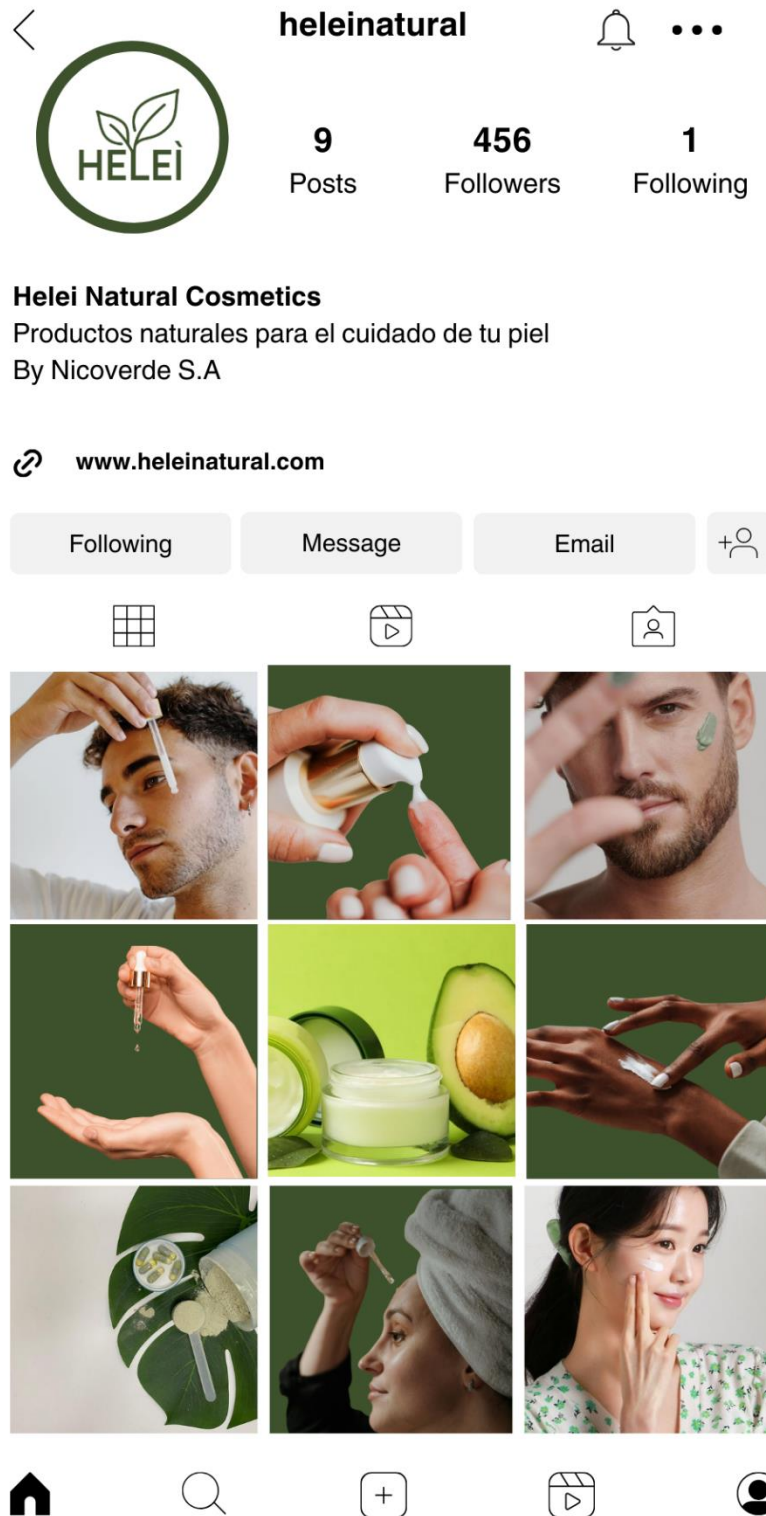 heleinatural
HELEÌ
9
456
1
Posts
Followers
Following
Helei Natural Cosmetics
Productos naturales para el cuidado de tu piel
By Nicoverde S.A
www.heleinatural.com
Following
Message
Email